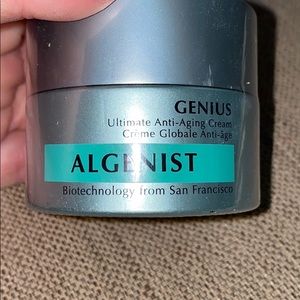 GENIUS
Ultimate Anti-Aging Cream
Crème Globale Anti-âge
ALGENIST
Biotechnology from San Francisco